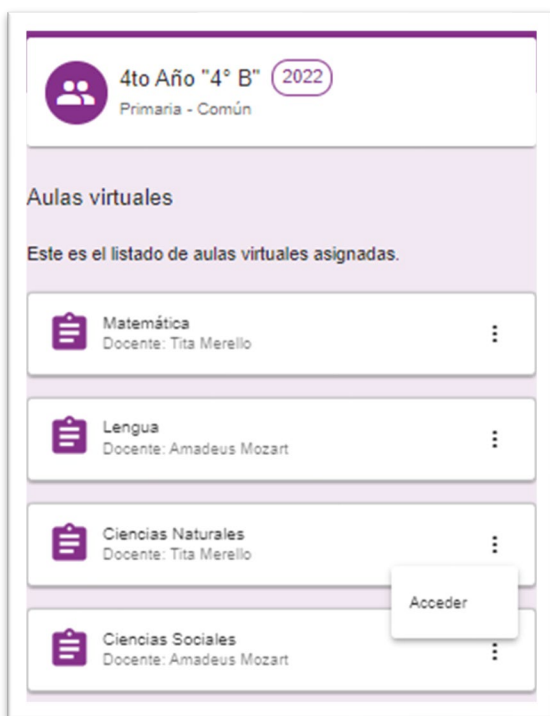 4to Año "4° B" 2022
Primaria - Común
Aulas virtuales
Este es el listado de aulas virtuales asignadas.
Matemática
Docente: Tita Merello
Lengua
Docente: Amadeus Mozart
Ciencias Naturales
Docente: Tita Merello
Acceder
Ciencias Sociales
Docente: Amadeus Mozart